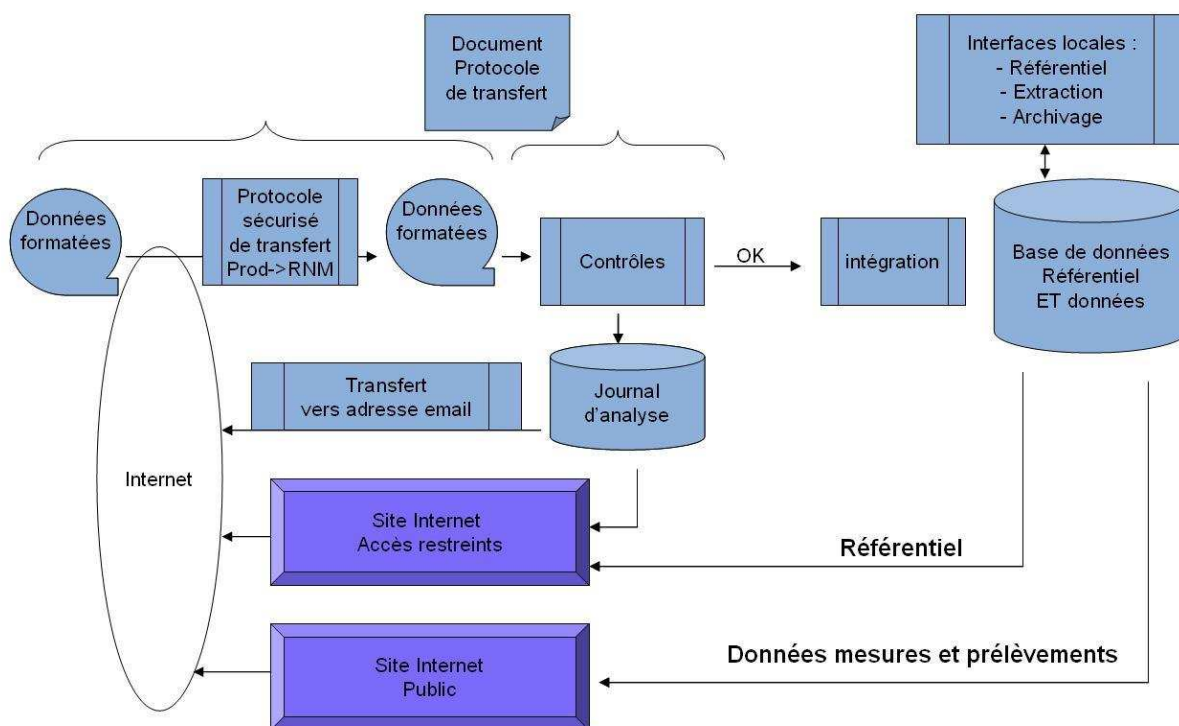 Document
Protocole
de transfert
Interfaces locales :
- Référentiel
- Extraction
- Archivage
Données
formatées
Protocole
sécurisé
de transfert
Prod->RNM
Données
formatées
Contrôles
OK
intégration
Base de données
Référentiel
ET données
Transfert
vers adresse email
Journal
d'analyse
Internet
Site Internet
Accès restreints
Référentiel
Site Internet
Public
Données mesures et prélèvements